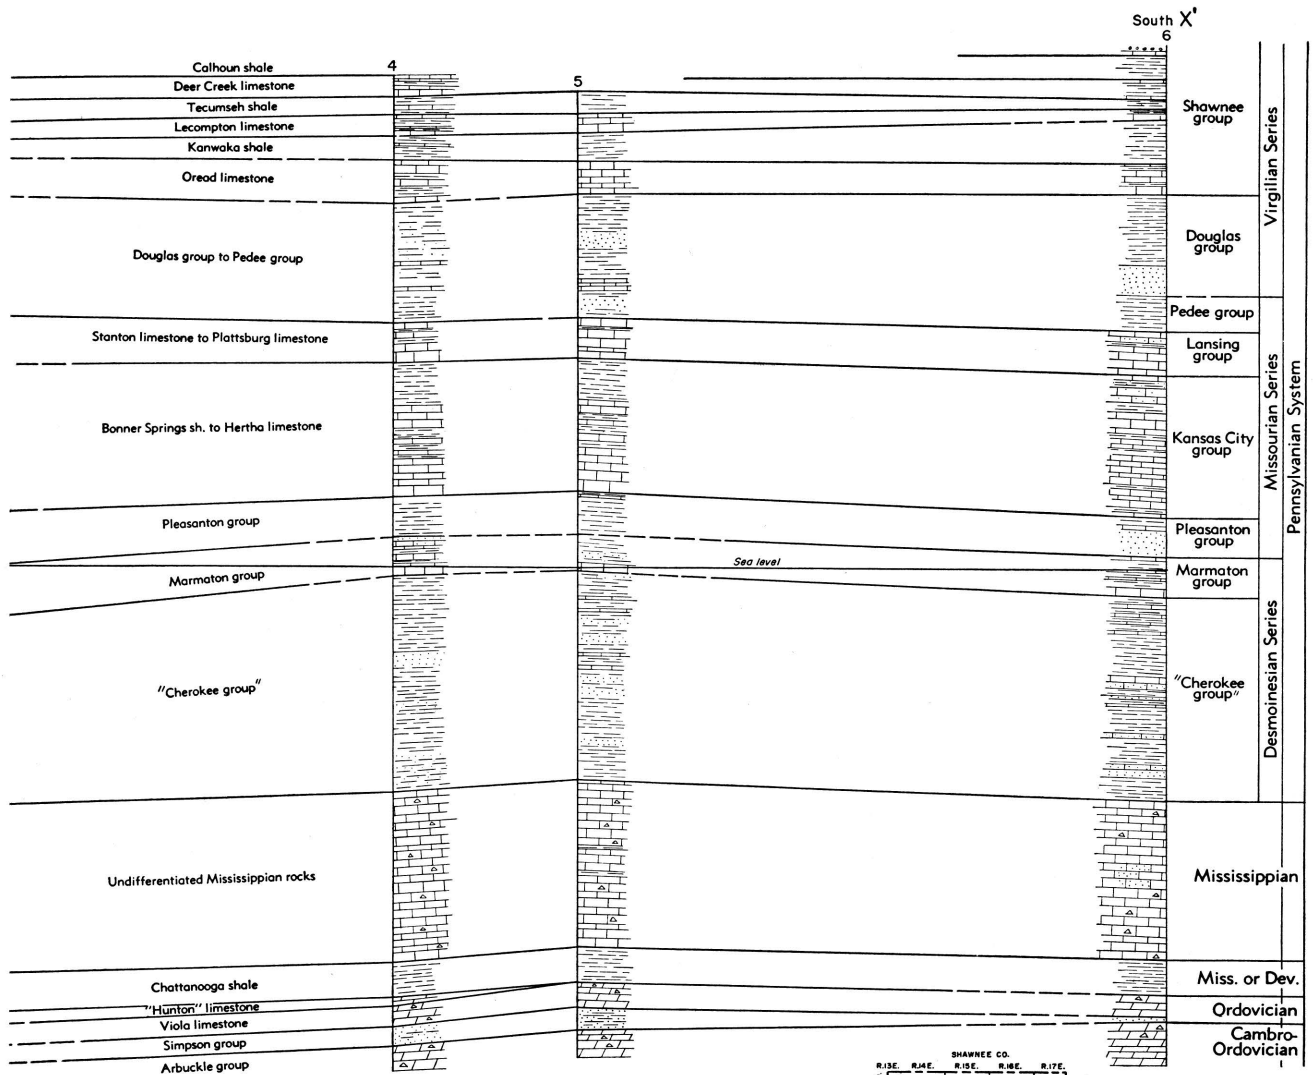 South X'
6
4
5
Calhoun shale
Deer Creek limestone
Tecumseh shale
Lecompton limestone
Kanwaka shale
Oread limestone
Douglas group to Pedee group
Stanton limestone to Plattsburg limestone
Bonner Springs sh. to Hertha limestone
Pleasanton group
Marmaton group
"Cherokee group"
Undifferentiated Mississippian rocks
Chattanooga shale
"Hunton" limestone
Viola limestone
Simpson group
Arbuckle group
Sea level
Shawnee
group
Douglas
group
Pedee group
Lansing
group
Kansas City
group
Pleasanton
group
Marmaton
group
"Cherokee
group"
Mississippian
Miss. or Dev.
Ordovician
Cambro-
Ordovician
Virgilian Series
Missourian Series
Desmoinesian Series
Pennsylvanian System
SHAWNEE CO.
R.13E. R.14E. R.15E. R.16E. R.17E.